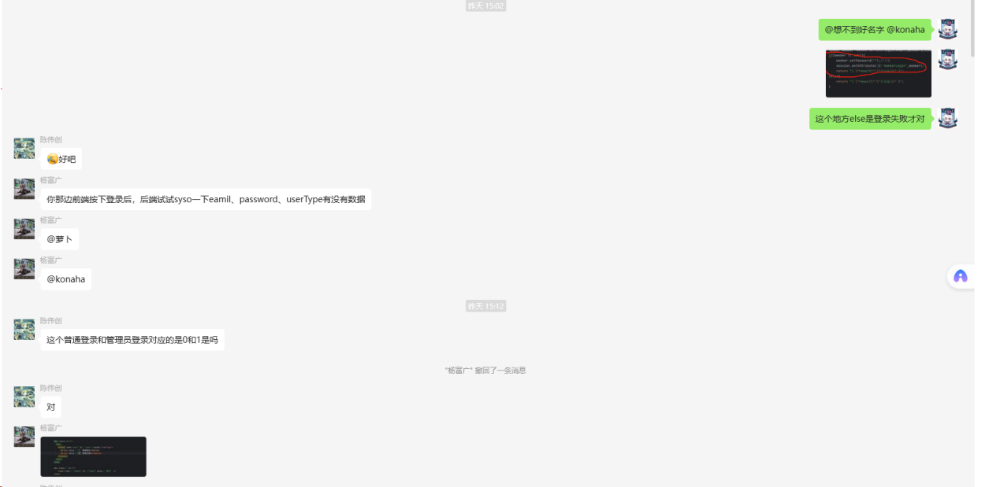 昨天 15:02
@想不到好名字 @konaha
这个地方else是登录失败才对
陈伟创
好吧
杨富广
你那边前端按下登录后，后端试试syso一下eamil、password、userType有没有数据
杨富广
@萝卜
杨富广
@konaha
昨天 15:12
陈伟创
这个普通登录和管理员登录对应的是0和1是吗
"杨富广" 撤回了一条消息
陈伟创
对
杨富广